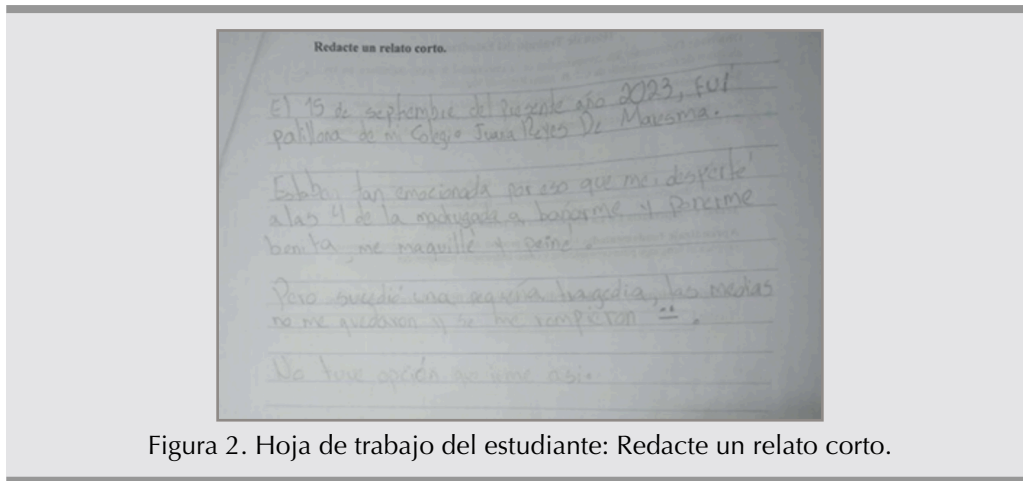 Redacte un relato corto.
El 15 de septiembre del presente año 2023, fui
palillona de mi Colegio Juana Reyes De
Estaba tan emocionada por eso que me desperté
a las 4 de la madrugada a bañarme y ponerme
bonita, me maquillé y peiné.
Pero sucedió una pequeña tragedia, las medias
no me quedaron y se me rompieron
No tuve opción que irme asi.
Figura 2. Hoja de trabajo del estudiante: Redacte un relato corto.